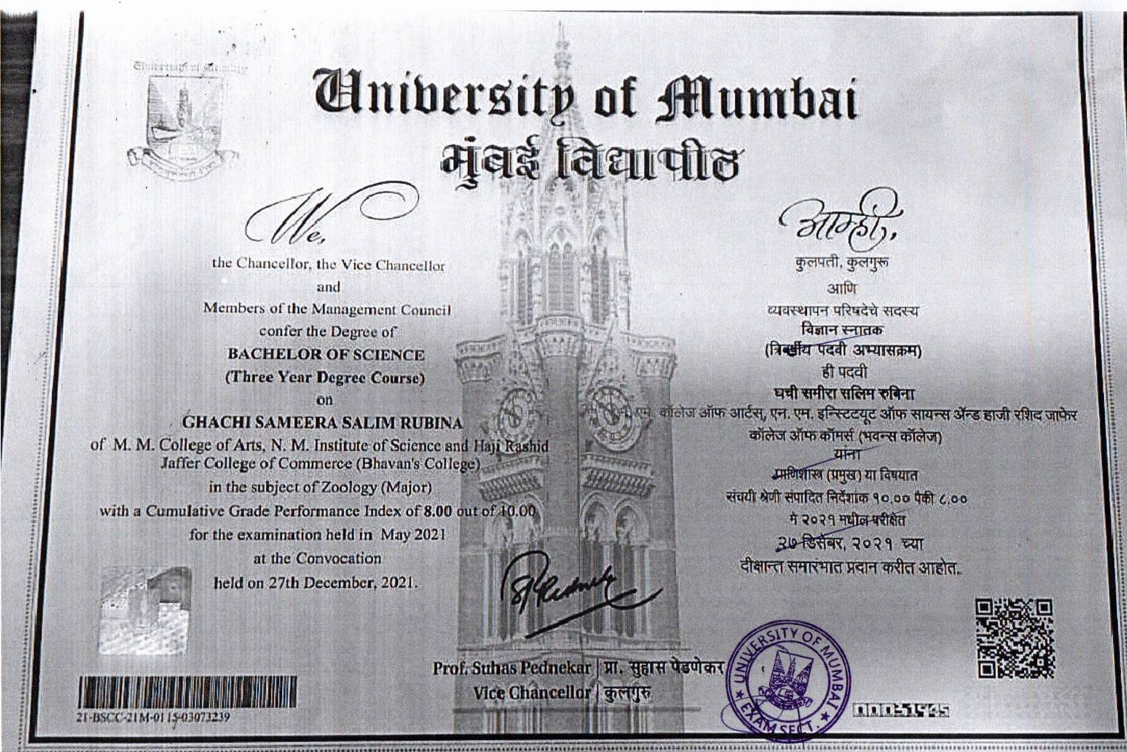 University of Mumbai
University of Mumbai
मुंबई विद्यापीठ
We,
the Chancellor, the Vice Chancellor
and
Members of the Management Council
confer the Degree of
BACHELOR OF SCIENCE
(Three Year Degree Course)
on
GHACHI SAMEERA SALIM RUBINA
of M. M. College of Arts, N. M. Institute of Science and Haji Rashid
Jaffer College of Commerce (Bhavan's College)
in the subject of Zoology (Major)
with a Cumulative Grade Performance Index of 8.00 out of 10.00
for the examination held in May 2021
at the Convocation
held on 27th December, 2021.
आम्ही,
कुलपती, कुलगुरू
आणि
व्यवस्थापन परिषदेचे सदस्य
विज्ञान स्नातक
(त्रिवर्षीय पदवी अभ्यासक्रम)
ही पदवी
घची समीरा सलिम रुबिना
एम. कॉलेज ऑफ आर्टस्, एन. एम. इन्स्टिटयूट ऑफ सायन्स ॲन्ड हाजी रशिद जाफेर
कॉलेज ऑफ कॉमर्स (भवन्स कॉलेज)
यांना
प्राणिशास्त्र (प्रमुख) या विषयात
संचयी श्रेणी संपादित निर्देशांक १०.०० पैकी ८.००
मे २०२१ मधील परीक्षेत
२७ डिसेंबर, २०२१ च्या
दीक्षान्त समारंभात प्रदान करीत आहोत.
Prof. Suhas Pednekar | प्रा. सुहास पेडणेकर
Vice Chancellor | कुलगुरु
UNIVERSITY OF MUMBAI
EXAM SECT.
21-BSCC-21M-0115-03073239
00031945